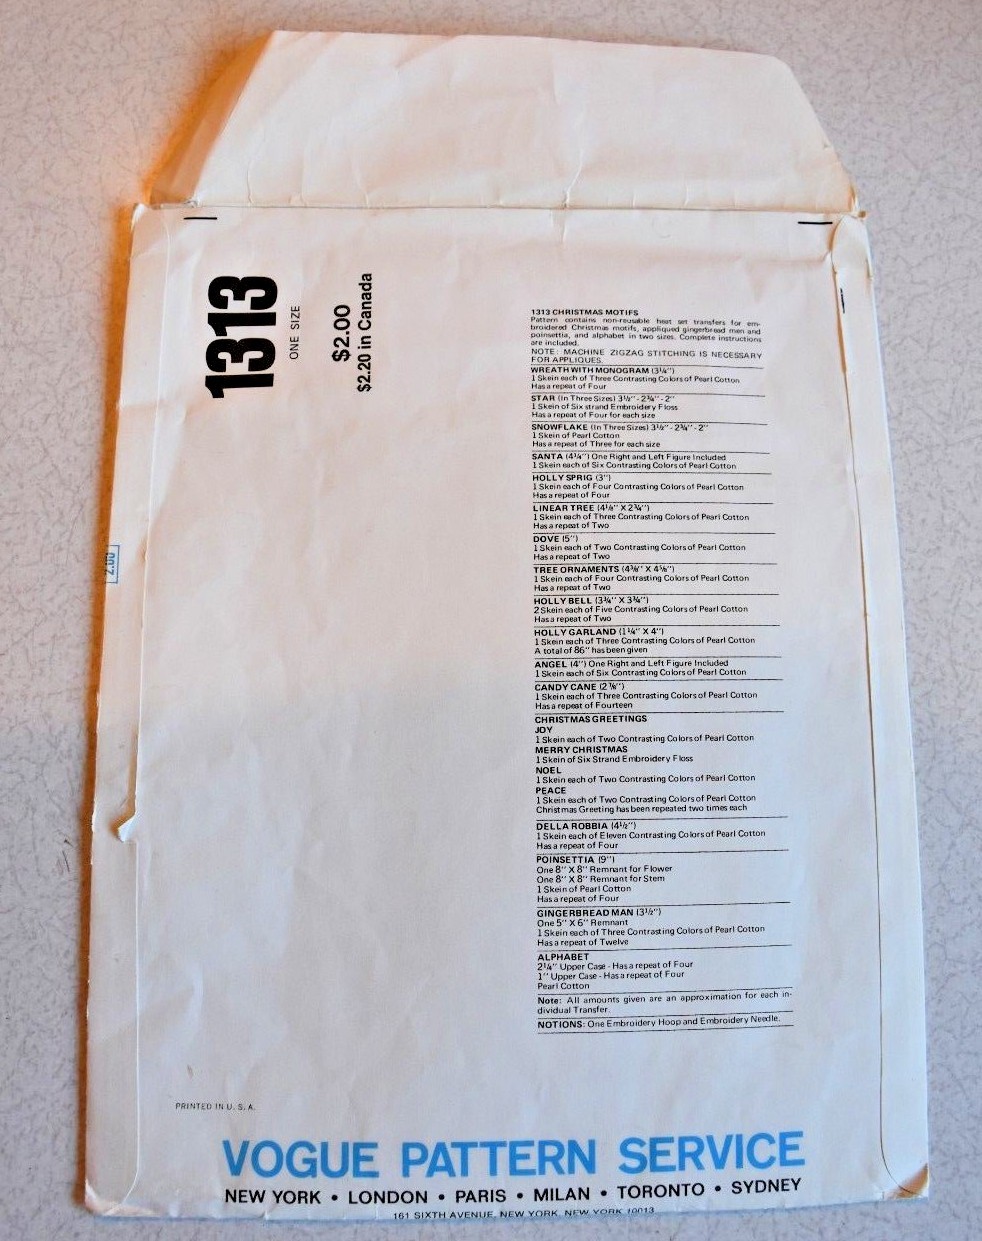 1313
ONE SIZE
$2.00
$2.20 in Canada
2.00
1313 CHRISTMAS MOTIFS
Pattern contains non-reusable heat set transfers for em-
broidered Christmas motifs, appliqued gingerbread men and
poinsettia, and alphabet in two sizes. Complete instructions
are included.
NOTE: MACHINE ZIGZAG STITCHING IS NECESSARY
FOR APPLIQUES.
WREATH WITH MONOGRAM (3¼")
1 Skein each of Three Contrasting Colors of Pearl Cotton
Has a repeat of Four
STAR (In Three Sizes) 3½" - 2¾" - 2"
1 Skein of Six strand Embroidery Floss
Has a repeat of Four for each size
SNOWFLAKE (In Three Sizes) 3½" - 2¾" - 2"
1 Skein of Pearl Cotton
Has a repeat of Three for each size
SANTA (4¼") One Right and Left Figure Included
1 Skein each of Six Contrasting Colors of Pearl Cotton
HOLLY SPRIG (3")
1 Skein each of Four Contrasting Colors of Pearl Cotton
Has a repeat of Four
LINEAR TREE (4⅛" X 2¾")
1 Skein each of Three Contrasting Colors of Pearl Cotton
Has a repeat of Two
DOVE (5")
1 Skein each of Two Contrasting Colors of Pearl Cotton
Has a repeat of Two
TREE ORNAMENTS (4⅜" X 4⅝")
1 Skein each of Four Contrasting Colors of Pearl Cotton
Has a repeat of Two
HOLLY BELL (3¾" X 3¾")
2 Skein each of Five Contrasting Colors of Pearl Cotton
Has a repeat of Two
HOLLY GARLAND (1¼" X 4")
1 Skein each of Three Contrasting Colors of Pearl Cotton
A total of 86" has been given
ANGEL (4") One Right and Left Figure Included
1 Skein each of Six Contrasting Colors of Pearl Cotton
CANDY CANE (2⅞")
1 Skein each of Three Contrasting Colors of Pearl Cotton
Has a repeat of Fourteen
CHRISTMAS GREETINGS
JOY
1 Skein each of Two Contrasting Colors of Pearl Cotton
MERRY CHRISTMAS
1 Skein of Six Strand Embroidery Floss
NOEL
1 Skein each of Two Contrasting Colors of Pearl Cotton
PEACE
1 Skein each of Two Contrasting Colors of Pearl Cotton
Christmas Greeting has been repeated two times each
DELLA ROBBIA (4½")
1 Skein each of Eleven Contrasting Colors of Pearl Cotton
Has a repeat of Four
POINSETTIA (9")
One 8" X 8" Remnant for Flower
One 8" X 8" Remnant for Stem
1 Skein of Pearl Cotton
Has a repeat of Four
GINGERBREAD MAN (3½")
One 5" X 6" Remnant
1 Skein each of Three Contrasting Colors of Pearl Cotton
Has a repeat of Twelve
ALPHABET
2¼" Upper Case - Has a repeat of Four
1" Upper Case - Has a repeat of Four
Pearl Cotton
Note: All amounts given are an approximation for each in-
dividual Transfer.
NOTIONS: One Embroidery Hoop and Embroidery Needle.
PRINTED IN U. S. A.
VOGUE PATTERN SERVICE
NEW YORK • LONDON • PARIS • MILAN • TORONTO • SYDNEY
161 SIXTH AVENUE, NEW YORK, NEW YORK 10013